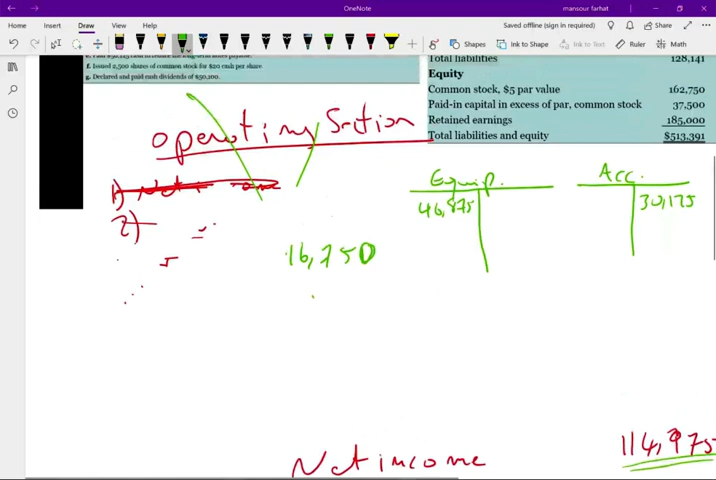 OneNote
mansour farhat
Home Insert Draw View Help
Saved offline (sign in required)
Share
Shapes Ink to Shape Ink to Text Ruler Math
f. Issued 2,500 shares of common stock for $20 cash per share.
g. Declared and paid cash dividends of $50,100.
Total liabilities 128,141
Equity
Common stock, $5 par value 162,750
Paid-in capital in excess of par, common stock 37,500
Retained earnings 185,000
Total liabilities and equity $513,391
operating Section
Equip. Acc.
1)
46,875 30,175
2)
16,750
114,975
Net income